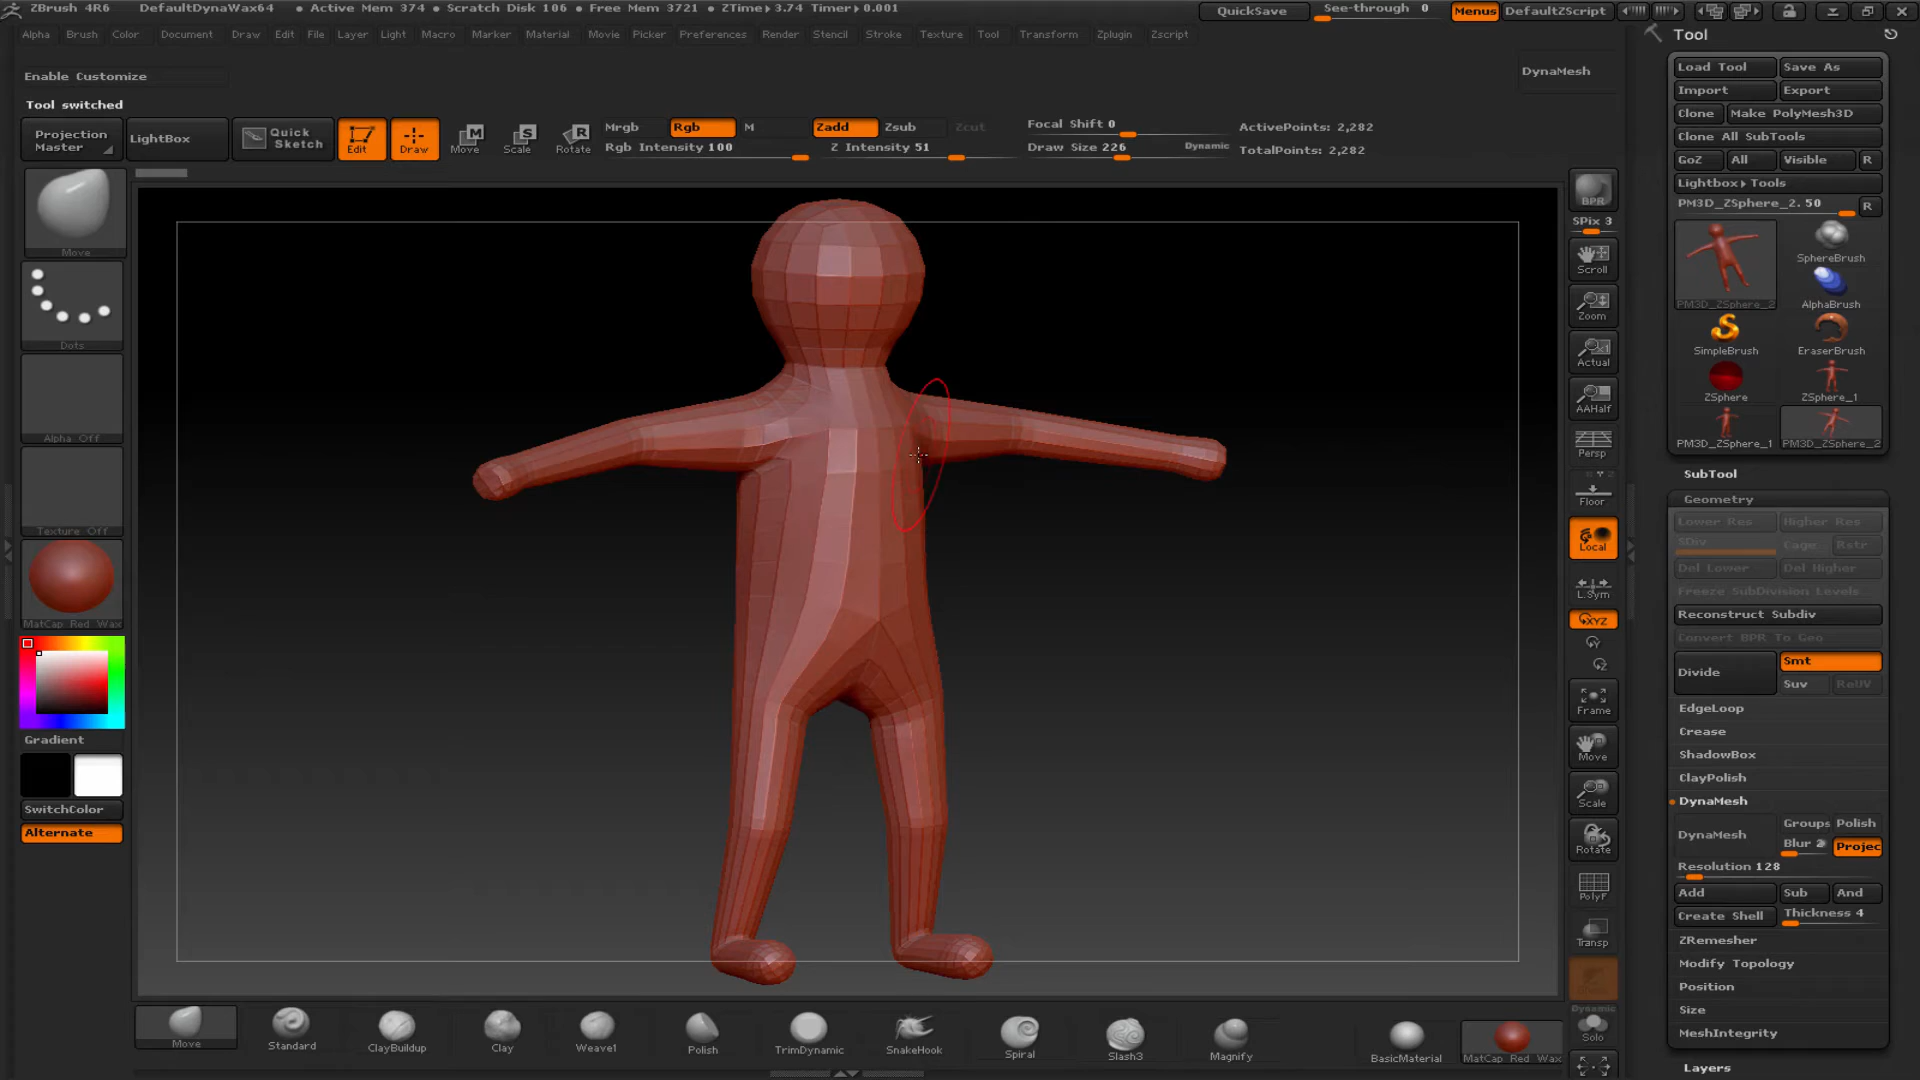 ZBrush 4R6 DefaultDynaWax64 • Active Mem 374 • Scratch Disk 106 • Free Mem 3721 • ZTime▸3.74 Timer▸0.001 QuickSave See-through 0 Menus DefaultZScript
Alpha Brush Color Document Draw Edit File Layer Light Macro Marker Material Movie Picker Preferences Render Stencil Stroke Texture Tool Transform Zplugin Zscript
Enable Customize
Tool switched
DynaMesh
Projection Master
LightBox
Quick Sketch
Edit
Draw
Move
Scale
Rotate
Mrgb Rgb M
Rgb Intensity 100
Zadd Zsub Zcut
Z Intensity 51
Focal Shift 0
Draw Size 226 Dynamic
ActivePoints: 2,282
TotalPoints: 2,282
Move
Dots
Alpha Off
Texture Off
MatCap Red Wax
Gradient
SwitchColor
Alternate
BPR
SPix 3
Scroll
Zoom
Actual
AAHalf
Persp
Floor
Local
L.Sym
XYZ
Frame
Move
Scale
Rotate
PolyF
Transp
Dynamic
Solo
Tool
Load Tool Save As
Import Export
Clone Make PolyMesh3D
Clone All SubTools
GoZ All Visible R
Lightbox▸Tools
PM3D_ZSphere_2. 50 R
PM3D_ZSphere_2
SphereBrush
AlphaBrush
SimpleBrush EraserBrush
ZSphere ZSphere_1
PM3D_ZSphere_1 PM3D_ZSphere_2
SubTool
Geometry
Lower Res Higher Res
SDiv Cage Rstr
Del Lower Del Higher
Freeze SubDivision Levels
Reconstruct Subdiv
Convert BPR To Geo
Divide Smt
Suv ReUV
EdgeLoop
Crease
ShadowBox
ClayPolish
DynaMesh
DynaMesh Groups Polish
Blur 2 Projec
Resolution 128
Add Sub And
Create Shell Thickness 4
ZRemesher
Modify Topology
Position
Size
MeshIntegrity
Layers
Move Standard ClayBuildup Clay Weave1 Polish TrimDynamic SnakeHook Spiral Slash3 Magnify BasicMaterial MatCap Red Wax